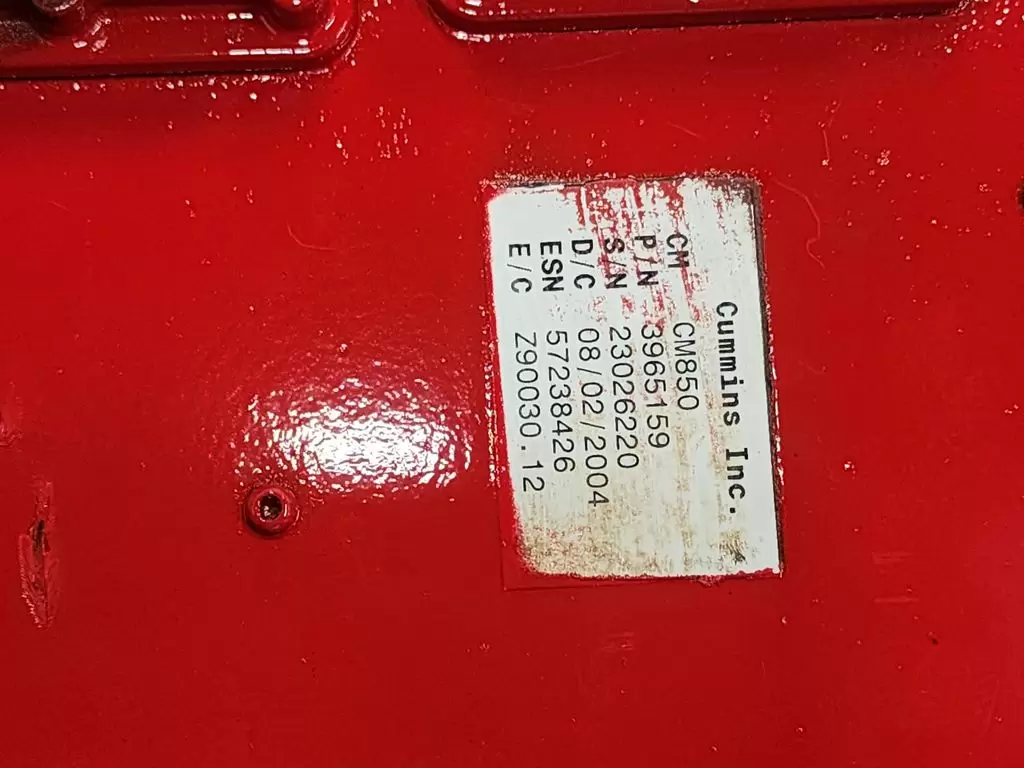 Cummins Inc.
CM CM850
P/N 3965159
S/N 23026220
D/C 08/02/2004
ESN 57238426
E/C Z90030.12